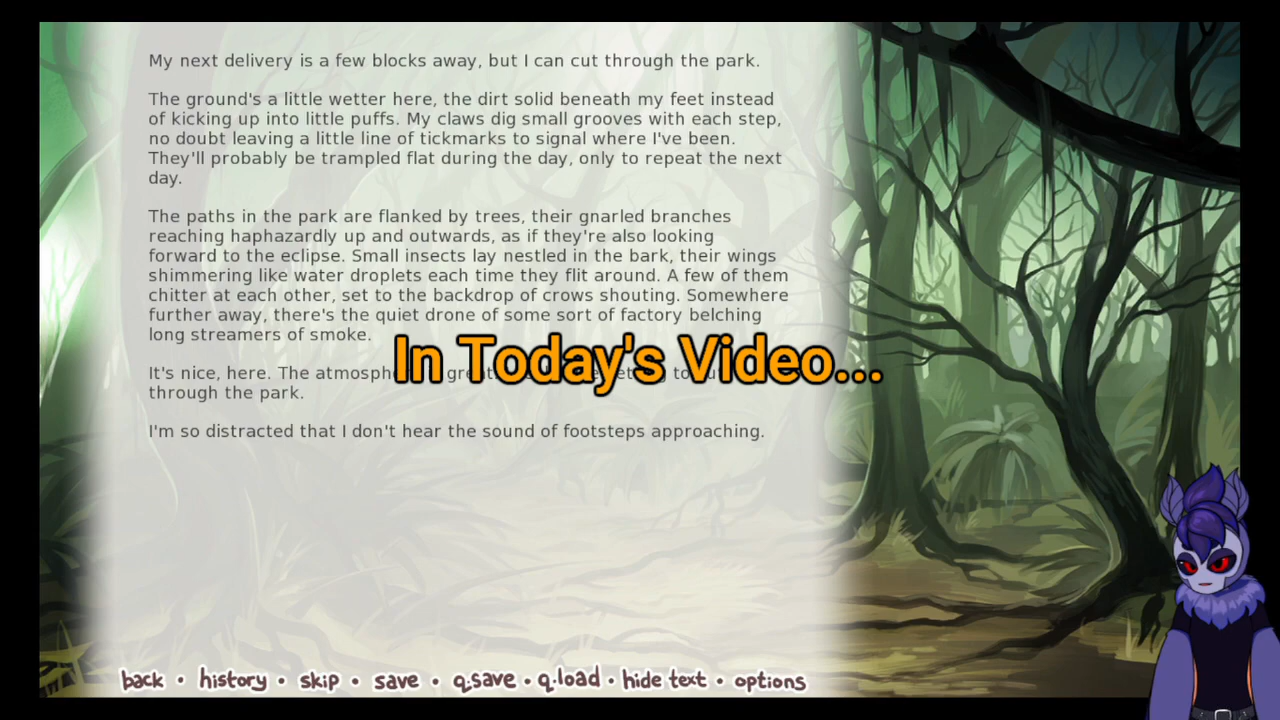 My next delivery is a few blocks away, but I can cut through the park.
The ground's a little wetter here, the dirt solid beneath my feet instead
of kicking up into little puffs. My claws dig small grooves with each step,
no doubt leaving a little line of tickmarks to signal where I've been.
They'll probably be trampled flat during the day, only to repeat the next
day.
The paths in the park are flanked by trees, their gnarled branches
reaching haphazardly up and outwards, as if they're also looking
forward to the eclipse. Small insects lay nestled in the bark, their wings
shimmering like water droplets each time they flit around. A few of them
chitter at each other, set to the backdrop of crows shouting. Somewhere
further away, there's the quiet drone of some sort of factory belching
long streamers of smoke.
In Today's Video...
It's nice, here. The
through the park.
I'm so distracted that I don't hear the sound of footsteps approaching.
back • history • skip • save • q.save • q.load • hide text • options